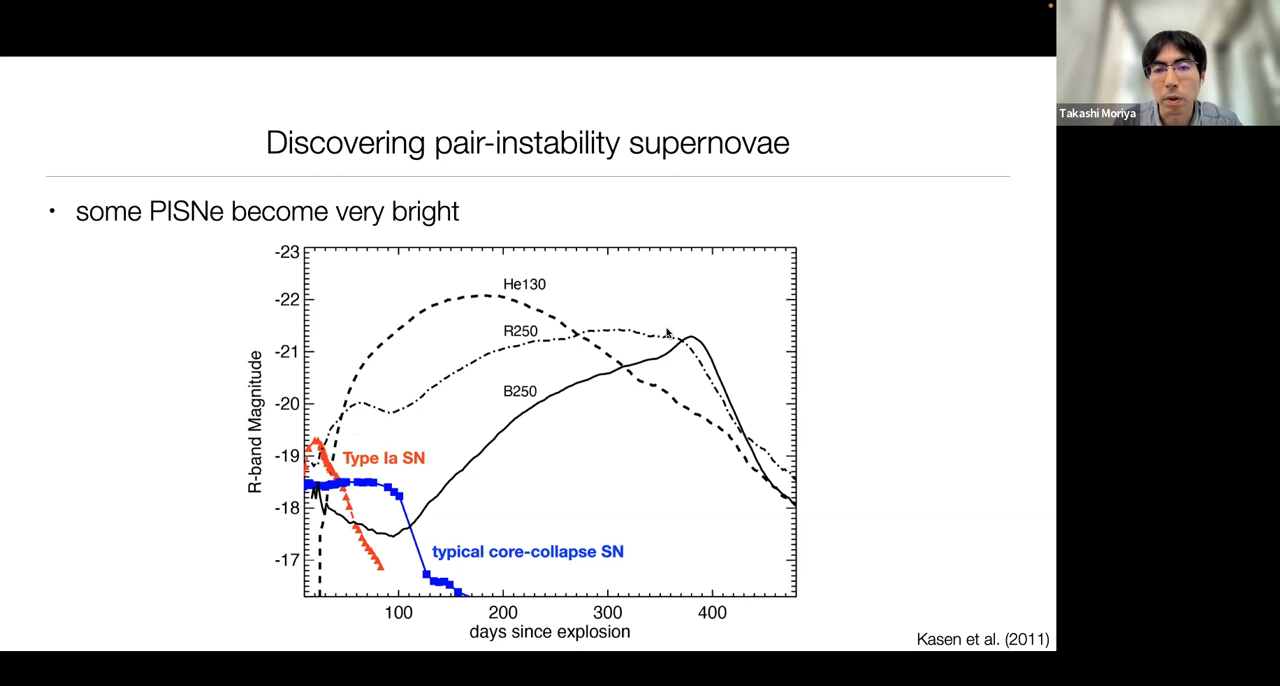 Takashi Moriya
Discovering pair-instability supernovae
• some PISNe become very bright
-23
-22
-21
-20
-19
-18
-17
R-band Magnitude
He130
R250
B250
Type Ia SN
typical core-collapse SN
100 200 300 400
days since explosion
Kasen et al. (2011)